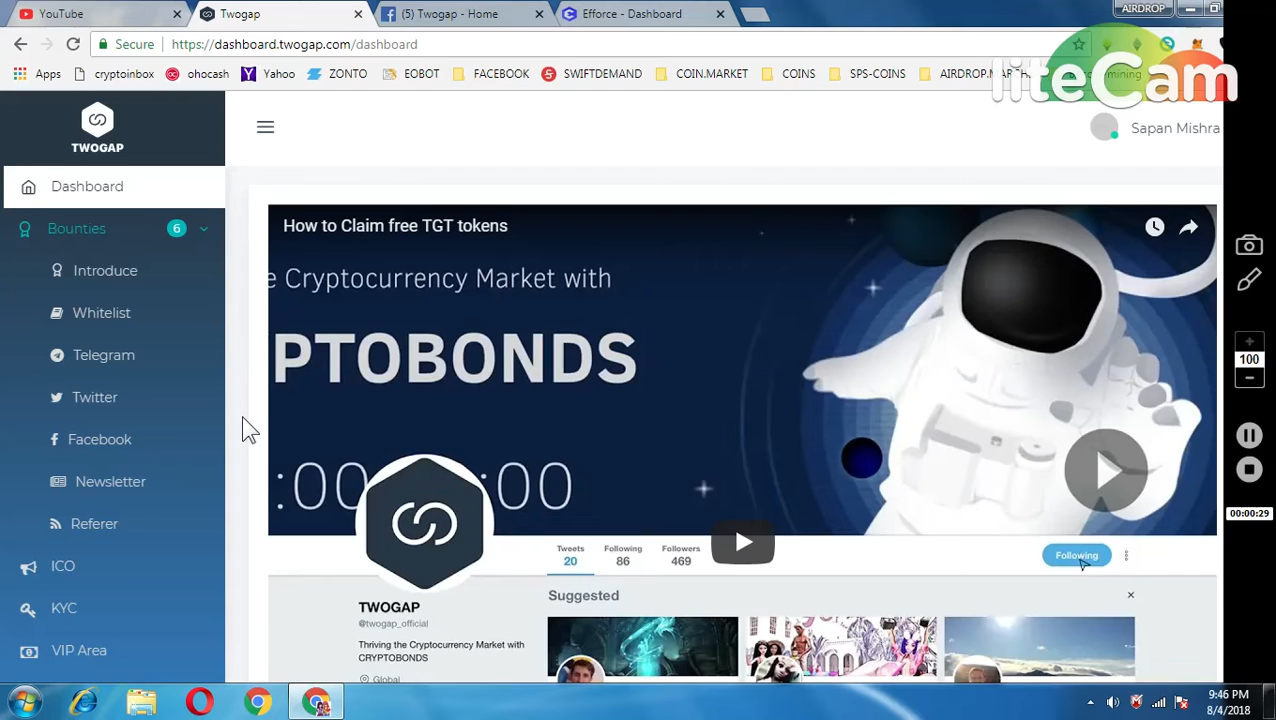 YouTube
Twogap
(5) Twogap - Home
Efforce - Dashboard
AIRDROP
Secure
https://dashboard.twogap.com/dashboard
Apps
cryptoinbox
ohocash
Yahoo
ZONTO
EOBOT
FACEBOOK
SWIFTDEMAND
COIN.MARKET
COINS
SPS-COINS
liteCam
TWOGAP
Sapan Mishra
Dashboard
Bounties
6
Introduce
Whitelist
Telegram
Twitter
Facebook
Newsletter
Referer
ICO
KYC
VIP Area
How to Claim free TGT tokens
e Cryptocurrency Market with
PTOBONDS
:00
:00
Tweets
20
Following
86
Followers
469
Following
TWOGAP
@twogap_official
Thriving the Cryptocurrency Market with
CRYPTOBONDS
Global
Suggested
100
00:00:29
9:46 PM
8/4/2018